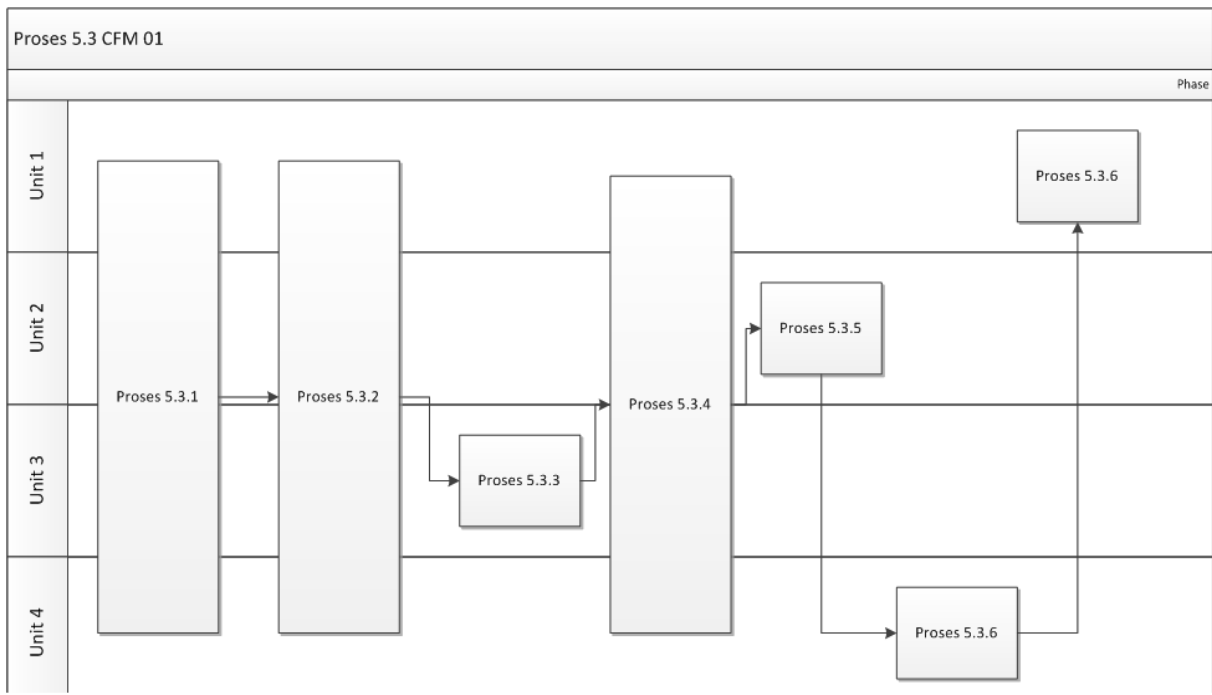 Proses 5.3 CFM 01
Phase
Unit 1
Unit 2
Unit 3
Unit 4
Proses 5.3.1
Proses 5.3.2
Proses 5.3.3
Proses 5.3.4
Proses 5.3.5
Proses 5.3.6
Proses 5.3.6